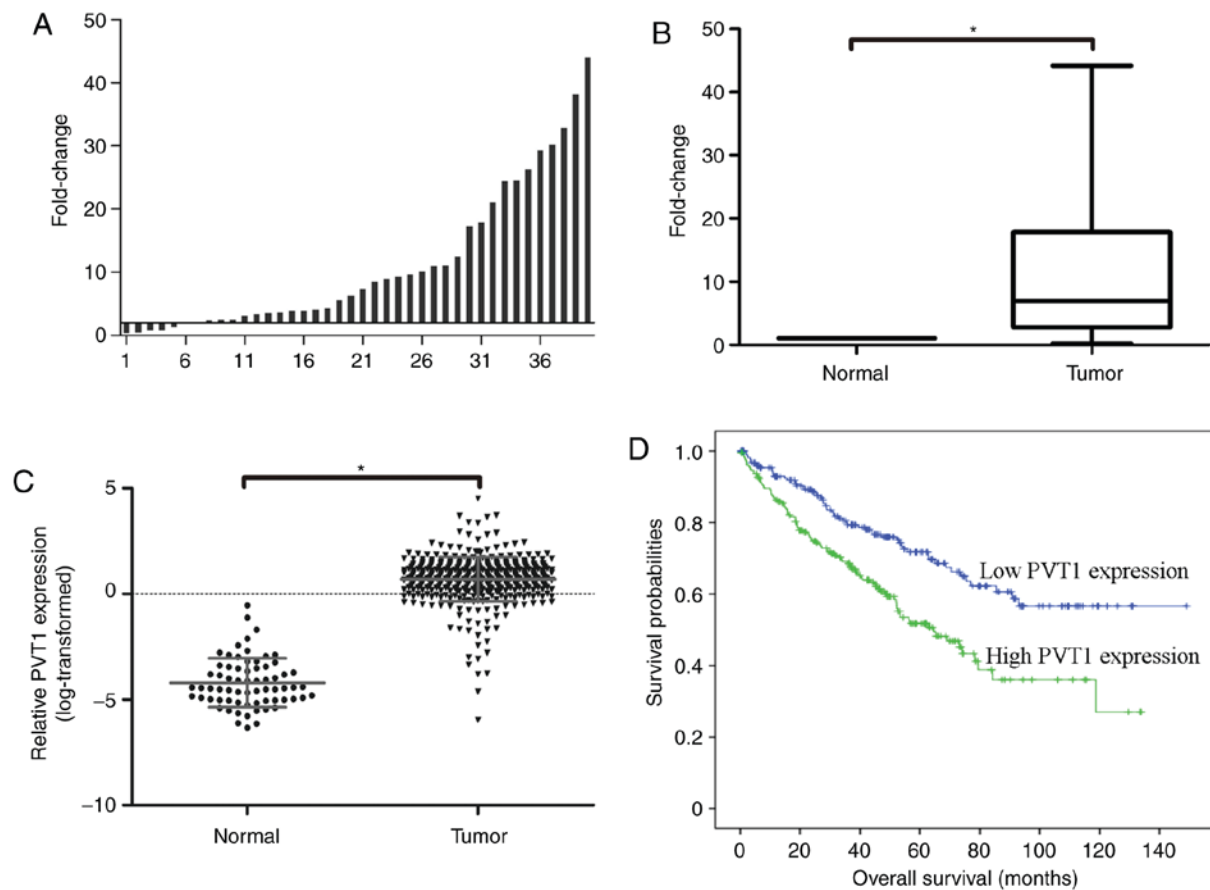 A
Fold-change
50
40
30
20
10
0
1
6
11
16
21
26
31
36
B
*
Fold-change
50
40
30
20
10
0
Normal
Tumor
C
*
Relative PVT1 expression
(log-transformed)
5
0
−5
−10
Normal
Tumor
D
Survival probabilities
1.0
0.8
0.6
0.4
0.2
0
Low PVT1 expression
High PVT1 expression
0
20
40
60
80
100
120
140
Overall survival (months)